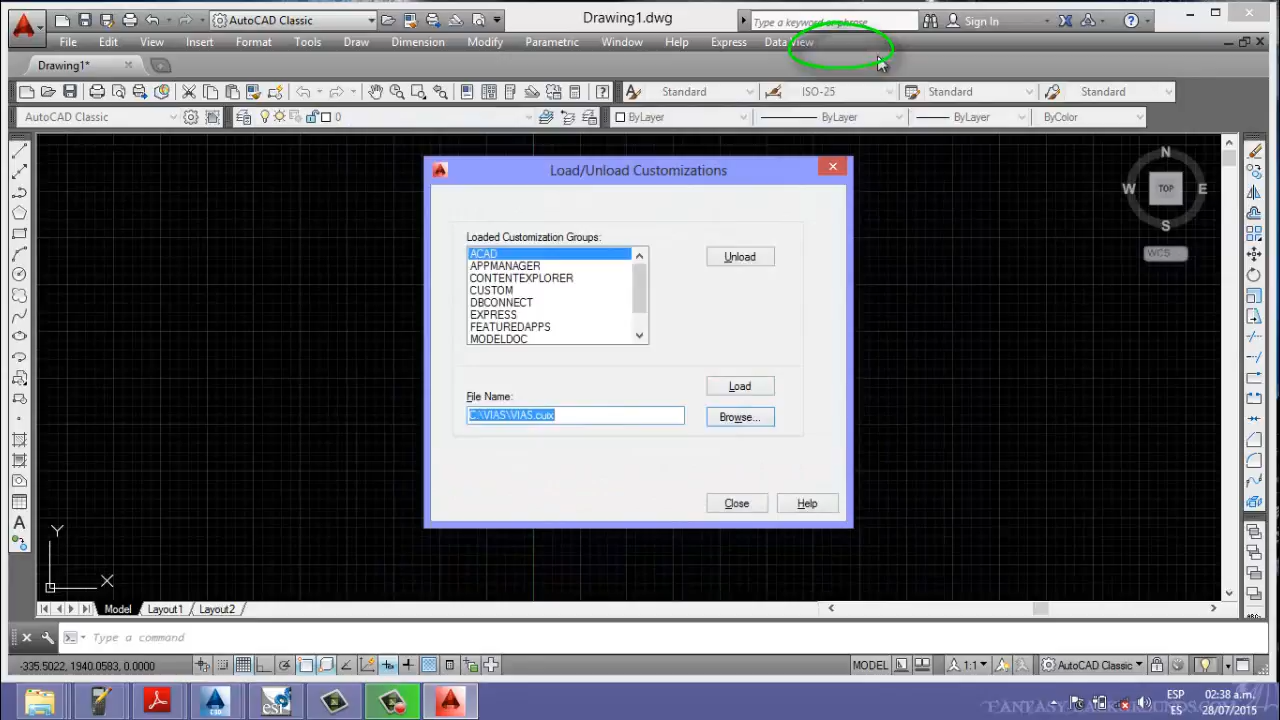 AutoCAD Classic
Drawing1.dwg
Type a keyword or phrase
Sign In
File Edit View Insert Format Tools Draw Dimension Modify Parametric Window Help Express Data View
Drawing1*
Standard ISO-25 Standard Standard
AutoCAD Classic 0 ByLayer ByLayer ByLayer ByColor
Load/Unload Customizations
N
W TOP E
S
WCS
Loaded Customization Groups:
ACAD
APPMANAGER
CONTENTEXPLORER
CUSTOM
DBCONNECT
EXPRESS
FEATUREDAPPS
MODELDOC
Unload
Load
File Name:
C:\VIAS\VIAS.cuix
Browse...
Close Help
Y
X
Model Layout1 Layout2
Type a command
-335.5022, 1940.0583, 0.0000 MODEL 1:1 AutoCAD Classic
ESP 02:38 a.m.
ES 28/07/2015
FANTASY-BACKGROUNDS.COM